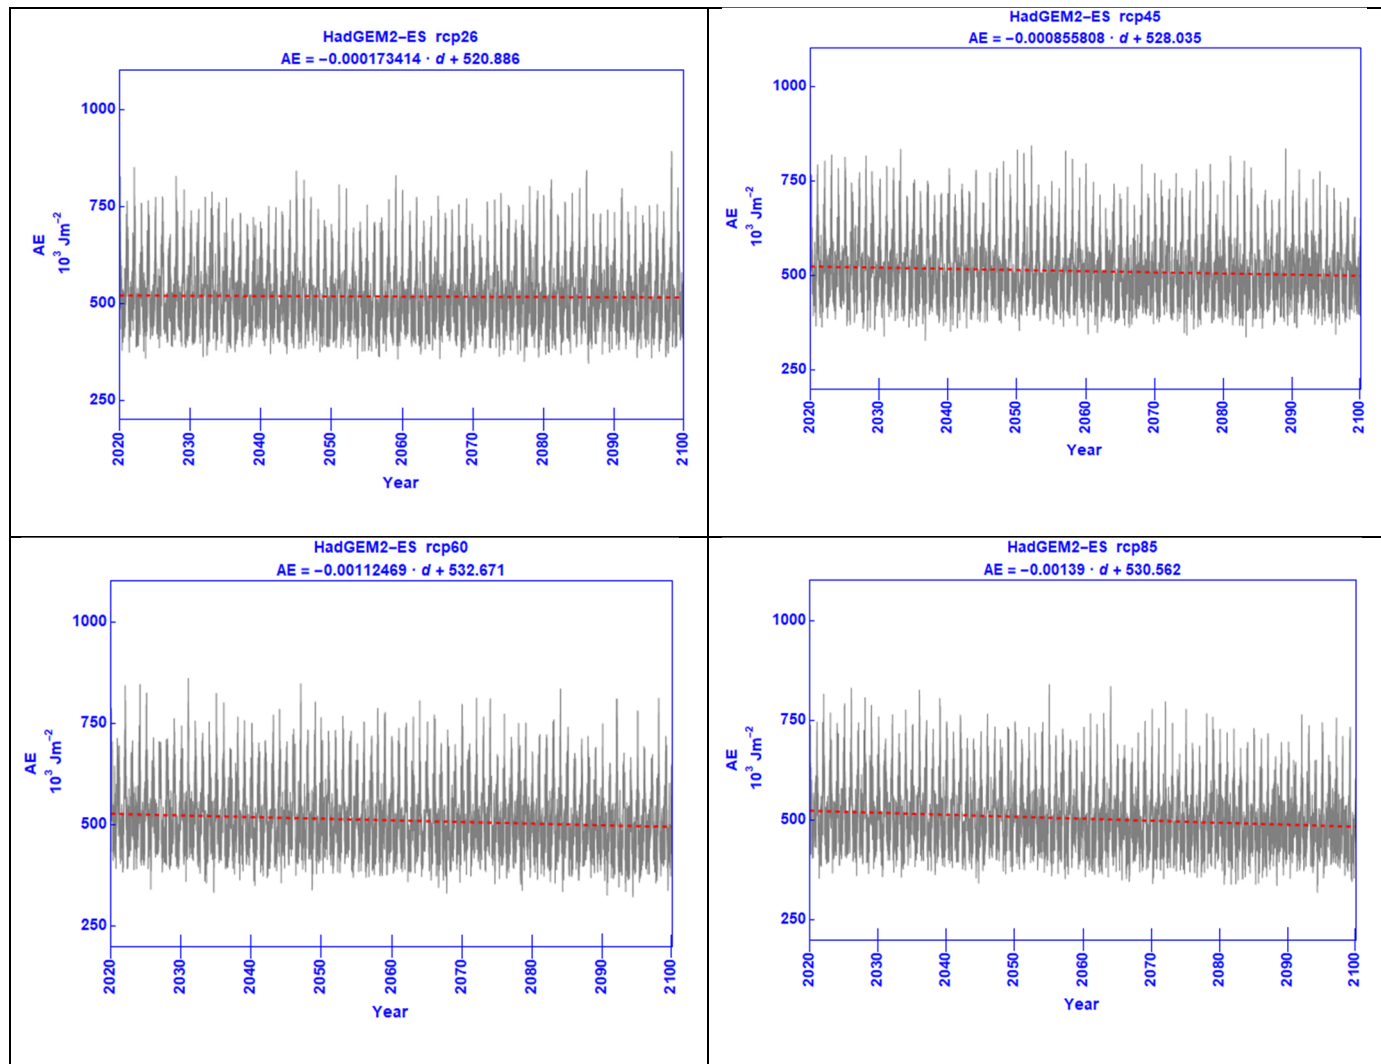 HadGEM2−ES rcp26
AE = −0.000173414 · d + 520.886
1000
750
500
250
AE
10³ Jm⁻²
2020
2030
2040
2050
2060
2070
2080
2090
2100
Year
HadGEM2−ES rcp45
AE = −0.000855808 · d + 528.035
1000
750
500
250
AE
10³ Jm⁻²
2020
2030
2040
2050
2060
2070
2080
2090
2100
Year
HadGEM2−ES rcp60
AE = −0.00112469 · d + 532.671
1000
750
500
250
AE
10³ Jm⁻²
2020
2030
2040
2050
2060
2070
2080
2090
2100
Year
HadGEM2−ES rcp85
AE = −0.00139 · d + 530.562
1000
750
500
250
AE
10³ Jm⁻²
2020
2030
2040
2050
2060
2070
2080
2090
2100
Year